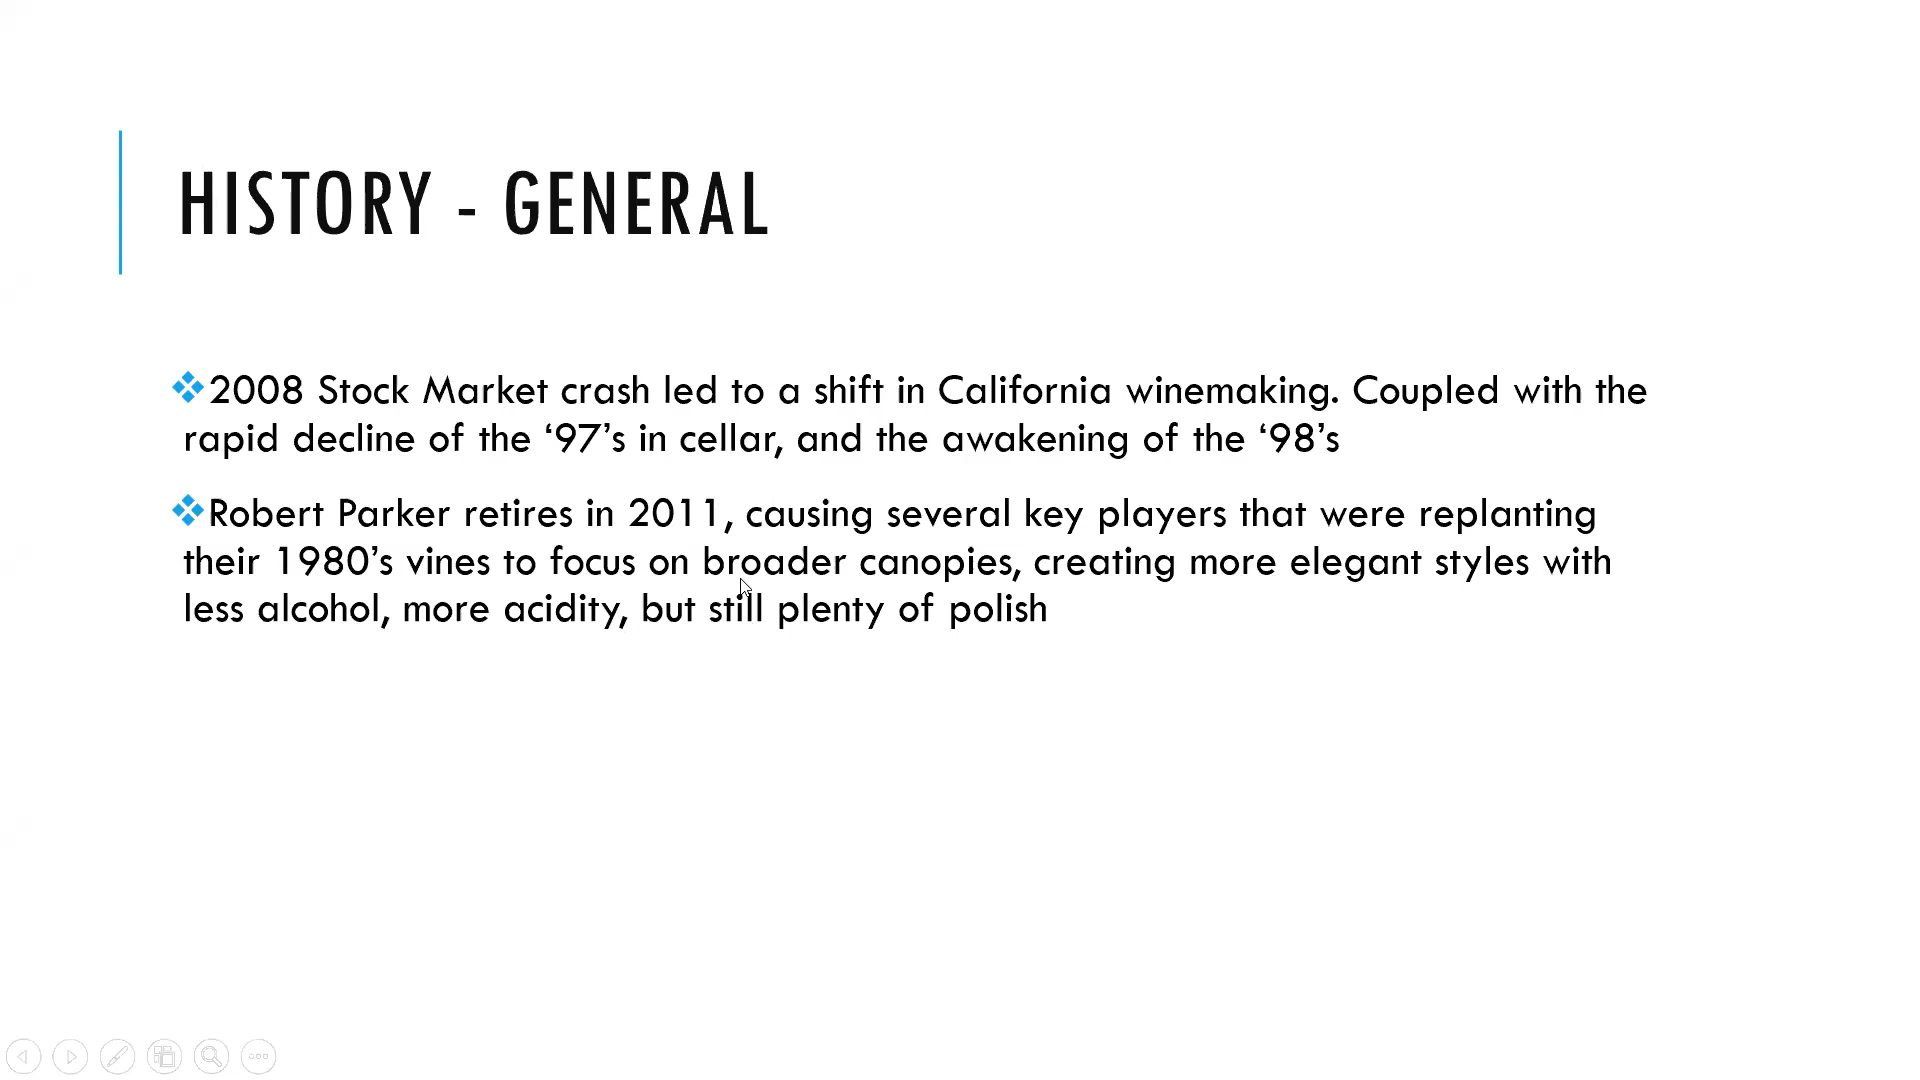 HISTORY - GENERAL
2008 Stock Market crash led to a shift in California winemaking. Coupled with the
rapid decline of the ‘97’s in cellar, and the awakening of the ‘98’s
Robert Parker retires in 2011, causing several key players that were replanting
their 1980’s vines to focus on broader canopies, creating more elegant styles with
less alcohol, more acidity, but still plenty of polish